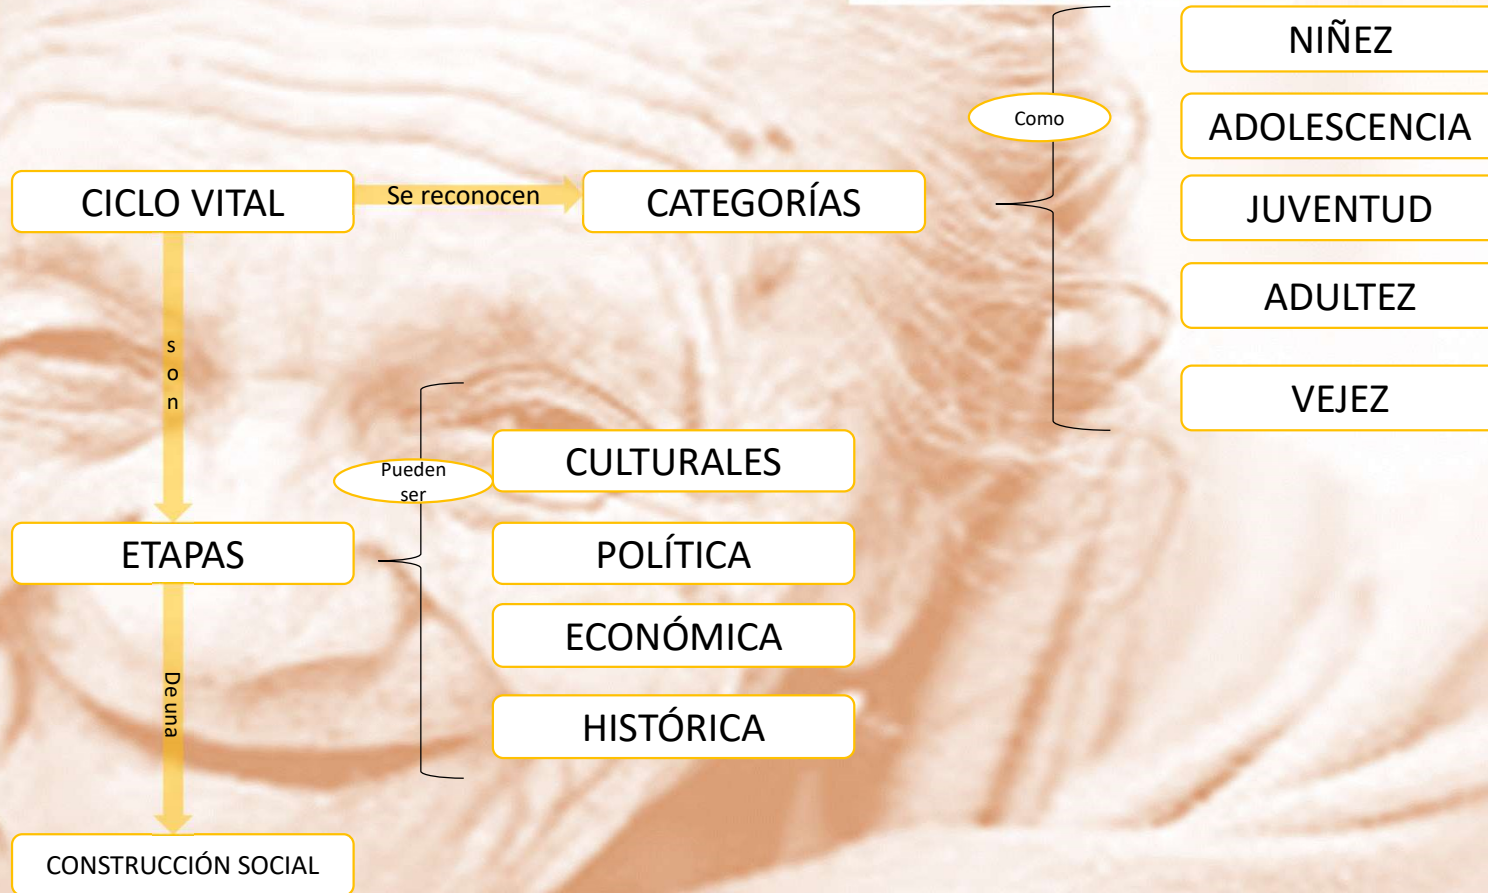 NIÑEZ
Como
ADOLESCENCIA
CICLO VITAL
Se reconocen
CATEGORÍAS
JUVENTUD
ADULTEZ
VEJEZ
son
Pueden
ser
CULTURALES
ETAPAS
POLÍTICA
ECONÓMICA
De una
HISTÓRICA
CONSTRUCCIÓN SOCIAL